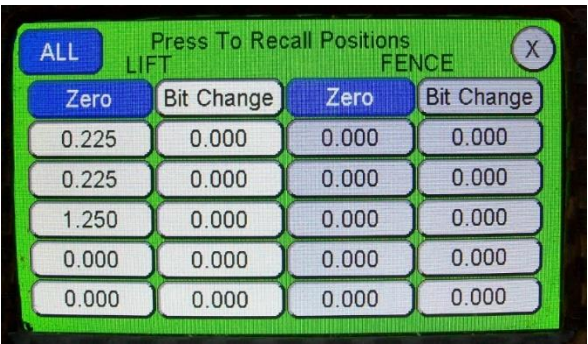 ALL Press To Recall Positions X
LIFT FENCE
Zero Bit Change Zero Bit Change
0.225 0.000 0.000 0.000
0.225 0.000 0.000 0.000
1.250 0.000 0.000 0.000
0.000 0.000 0.000 0.000
0.000 0.000 0.000 0.000